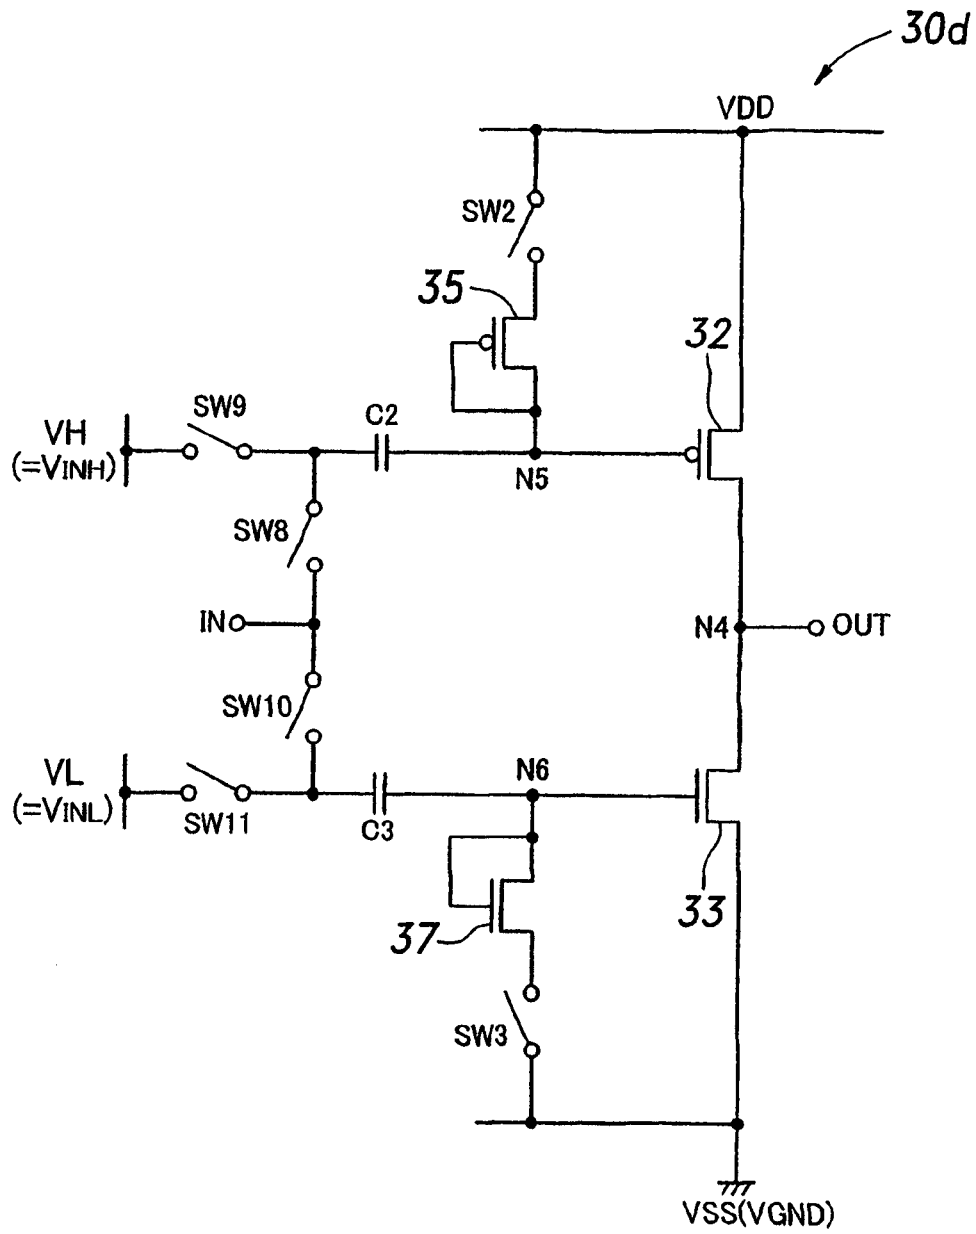 30d
VDD
SW2
35
32
SW9
C2
VH
(=VINH)
N5
SW8
IN
N4
OUT
SW10
VL
(=VINL)
N6
SW11
C3
33
37
SW3
VSS(VGND)